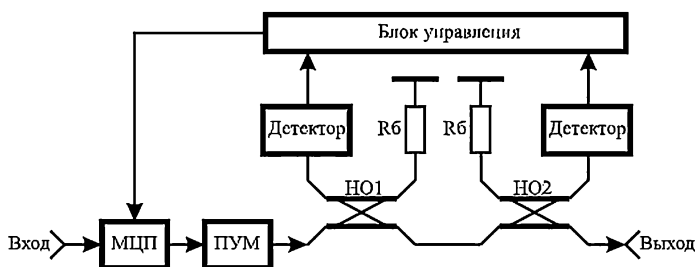 Блок управления
Детектор
Rб
Rб
Детектор
НО1
НО2
Вход
МЦП
ПУМ
Выход